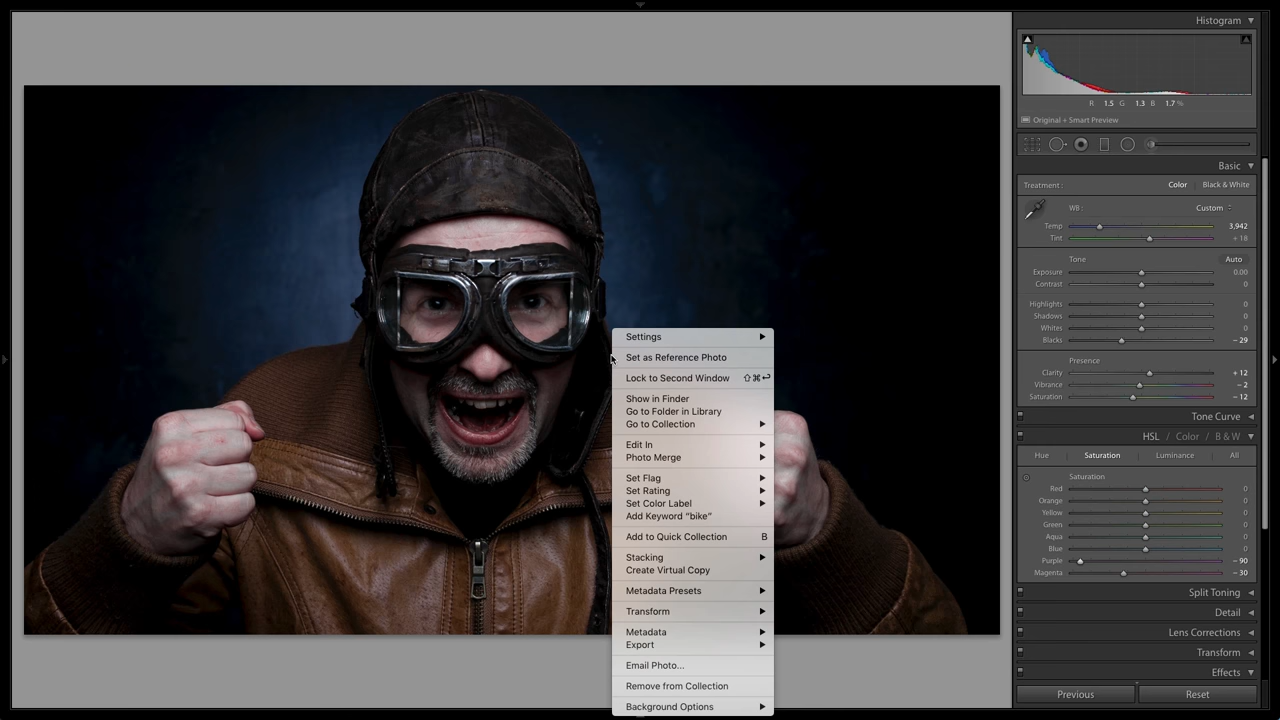 Histogram
R 1.5 G 1.3 B 1.7 %
Original + Smart Preview
Basic
Treatment : Color Black & White
WB : Custom
Temp 3,942
Tint + 18
Tone Auto
Exposure 0.00
Contrast 0
Highlights 0
Shadows 0
Whites 0
Blacks − 29
Presence
Clarity + 12
Vibrance − 2
Saturation − 12
Tone Curve
HSL / Color / B & W
Hue Saturation Luminance All
Saturation
Red 0
Orange 0
Yellow 0
Green 0
Aqua 0
Blue 0
Purple − 90
Magenta − 30
Split Toning
Detail
Lens Corrections
Transform
Effects
Previous Reset
Settings
Set as Reference Photo
Lock to Second Window ⇧⌘↩
Show in Finder
Go to Folder in Library
Go to Collection
Edit In
Photo Merge
Set Flag
Set Rating
Set Color Label
Add Keyword “bike”
Add to Quick Collection B
Stacking
Create Virtual Copy
Metadata Presets
Transform
Metadata
Export
Email Photo...
Remove from Collection
Background Options